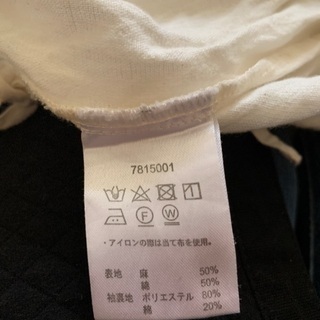 7815001
F W
・アイロンの際は当て布を使用。
表地 麻 50%
綿 50%
袖裏地 ポリエステル 80%
綿 20%